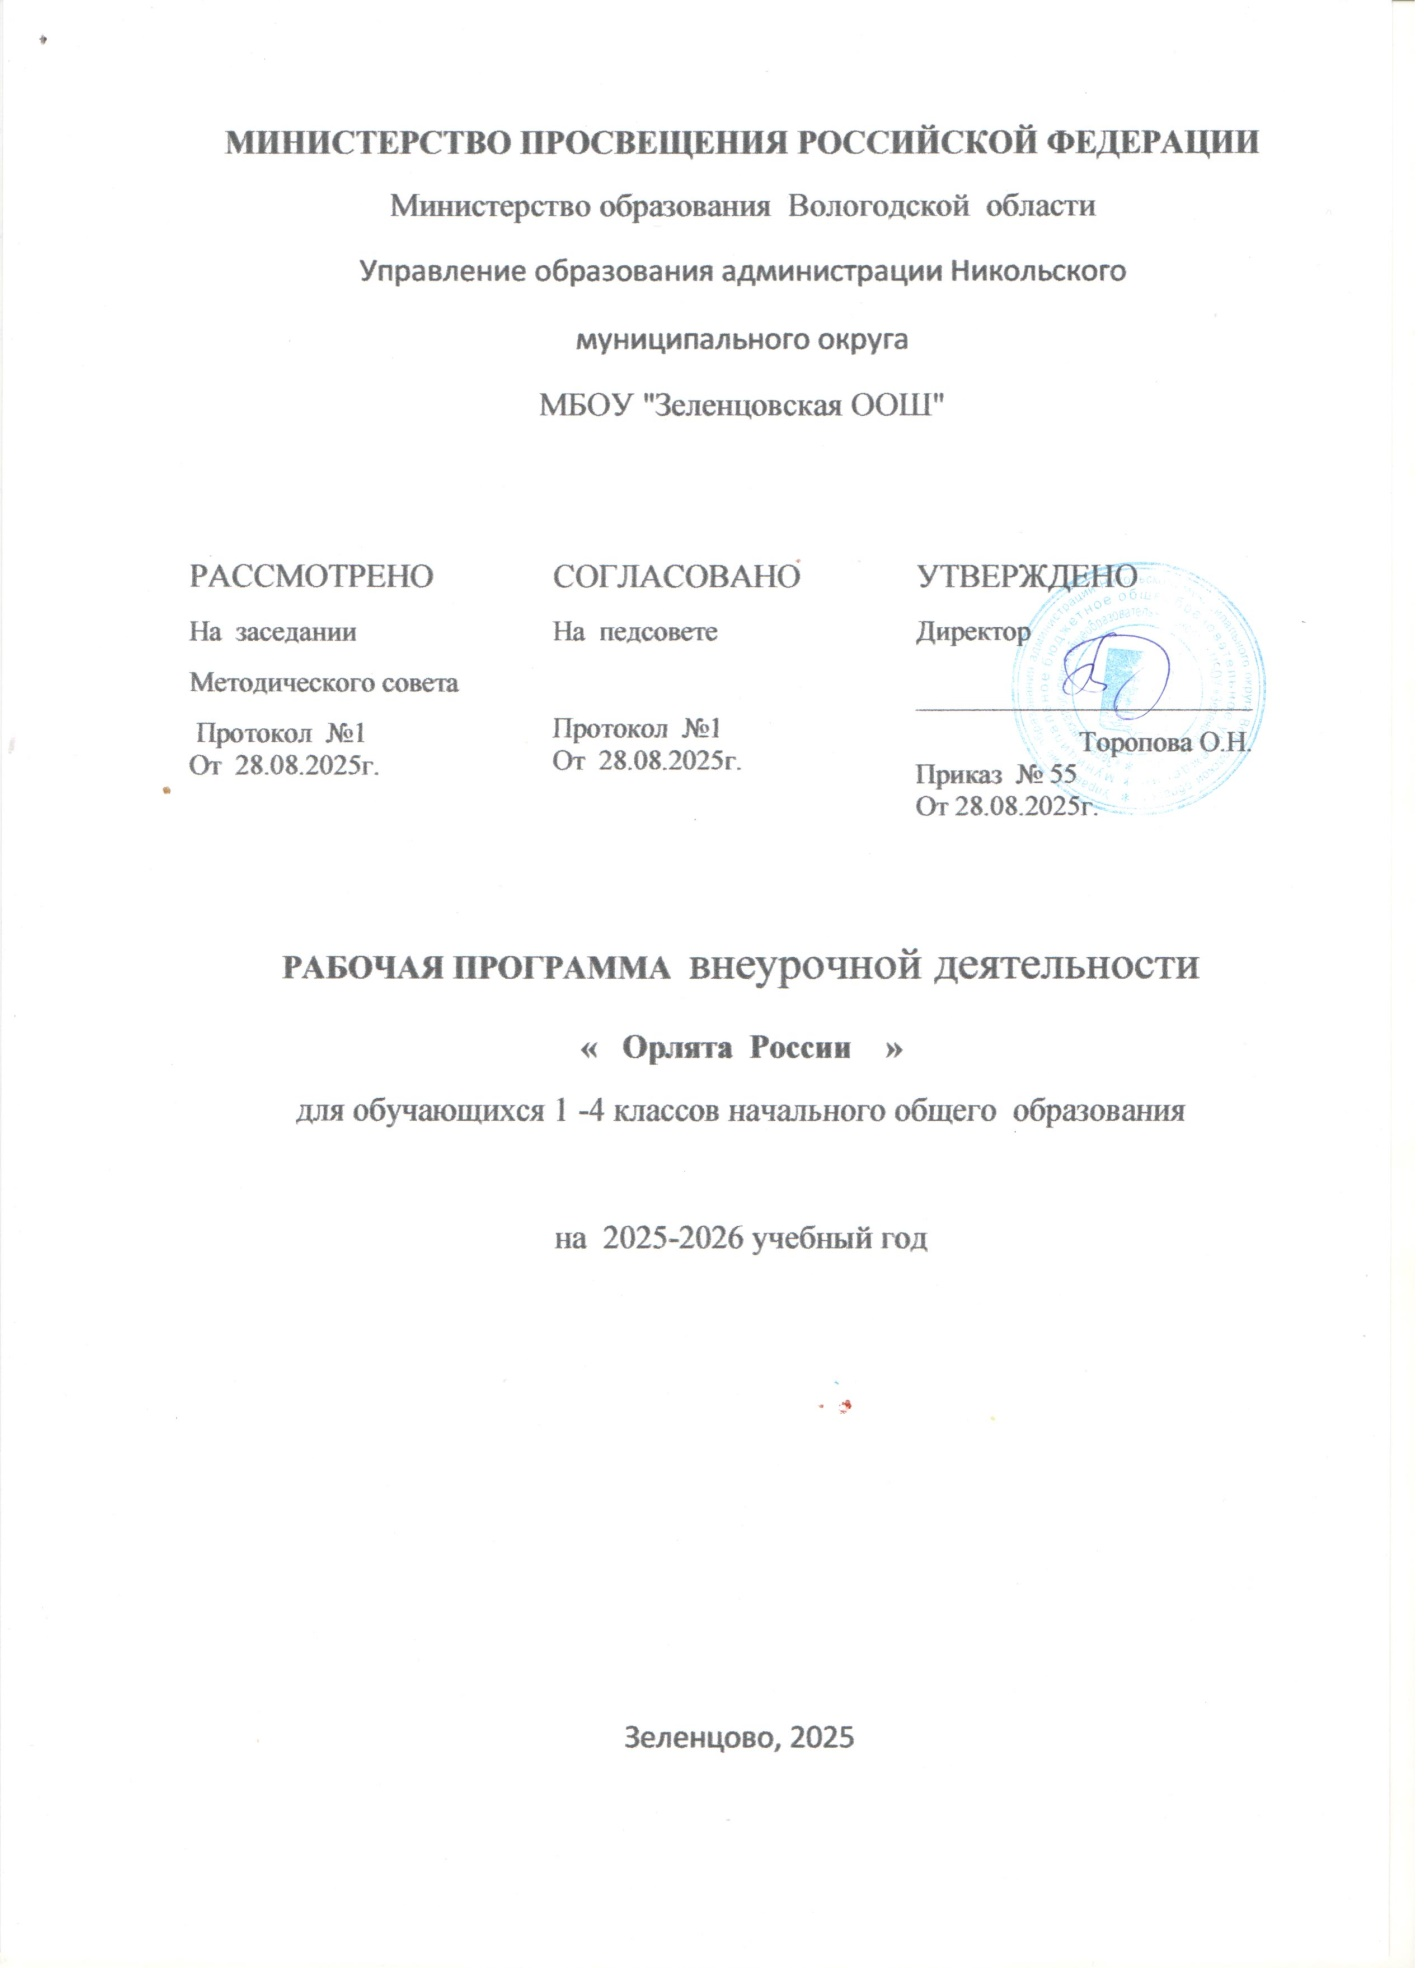 МИНИСТЕРСТВО ПРОСВЕЩЕНИЯ РОССИЙСКОЙ ФЕДЕРАЦИИ
Министерство образования Вологодской области
Управление образования администрации Никольского
муниципального округа
МБОУ "Зеленцовская ООШ"
РАССМОТРЕНО
На заседании
Методического совета
Протокол №1
От 28.08.2025г.
СОГЛАСОВАНО
На педсовете
Протокол №1
От 28.08.2025г.
УТВЕРЖДЕНО
Директор
Торопова О.Н.
Приказ № 55
От 28.08.2025г.
РАБОЧАЯ ПРОГРАММА внеурочной деятельности
« Орлята России »
для обучающихся 1 -4 классов начального общего образования
на 2025-2026 учебный год
Зеленцово, 2025